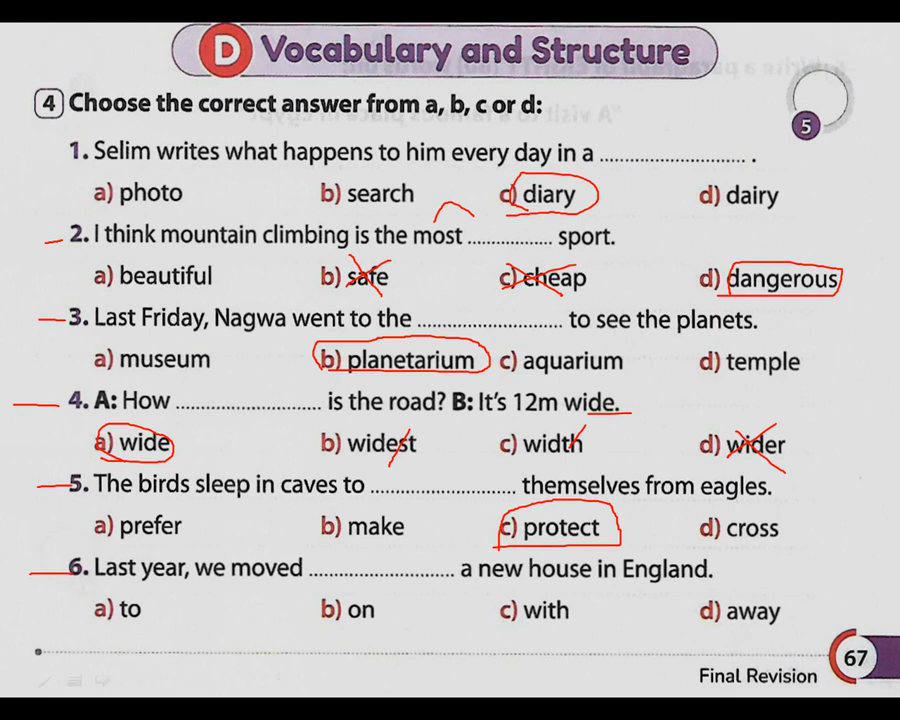 D Vocabulary and Structure
4 Choose the correct answer from a, b, c or d:
5
1. Selim writes what happens to him every day in a ........................... .
a) photo b) search c) diary d) dairy
2. I think mountain climbing is the most ................. sport.
a) beautiful b) safe c) cheap d) dangerous
3. Last Friday, Nagwa went to the ........................... to see the planets.
a) museum b) planetarium c) aquarium d) temple
4. A: How ........................... is the road? B: It's 12m wide.
a) wide b) widest c) width d) wider
5. The birds sleep in caves to ........................... themselves from eagles.
a) prefer b) make c) protect d) cross
6. Last year, we moved ........................... a new house in England.
a) to b) on c) with d) away
67
Final Revision